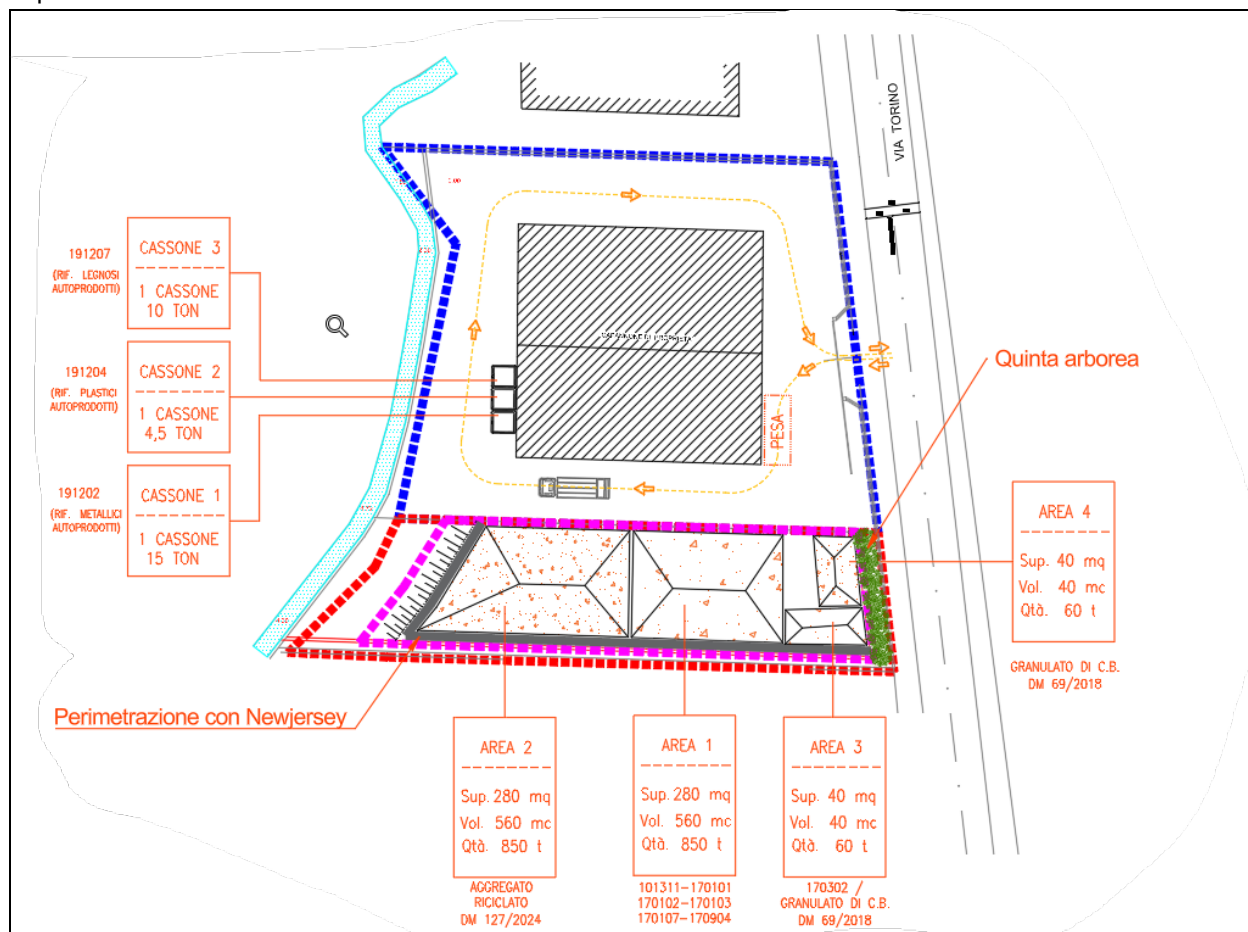 VIA TORINO
191207
(RIF. LEGNOSI
AUTOPRODOTTI)
CASSONE 3
1 CASSONE
10 TON
191204
(RIF. PLASTICI
AUTOPRODOTTI)
CASSONE 2
1 CASSONE
4,5 TON
191202
(RIF. METALLICI
AUTOPRODOTTI)
CASSONE 1
1 CASSONE
15 TON
PESA
Quinta arborea
AREA 4
Sup. 40 mq
Vol. 40 mc
Qtà. 60 t
GRANULATO DI C.B.
DM 69/2018
Perimetrazione con Newjersey
AREA 2
Sup. 280 mq
Vol. 560 mc
Qtà. 850 t
AGGREGATO
RICICLATO
DM 127/2024
AREA 1
Sup. 280 mq
Vol. 560 mc
Qtà. 850 t
101311-170101
170102-170103
170107-170904
AREA 3
Sup. 40 mq
Vol. 40 mc
Qtà. 60 t
170302 /
GRANULATO DI C.B.
DM 69/2018